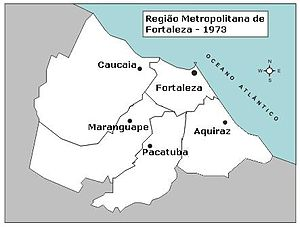 Região Metropolitana de
Fortaleza - 1973
Caucaia
Fortaleza
OCEANO ATLÂNTICO
N
W E
S
Maranguape
Aquiraz
Pacatuba